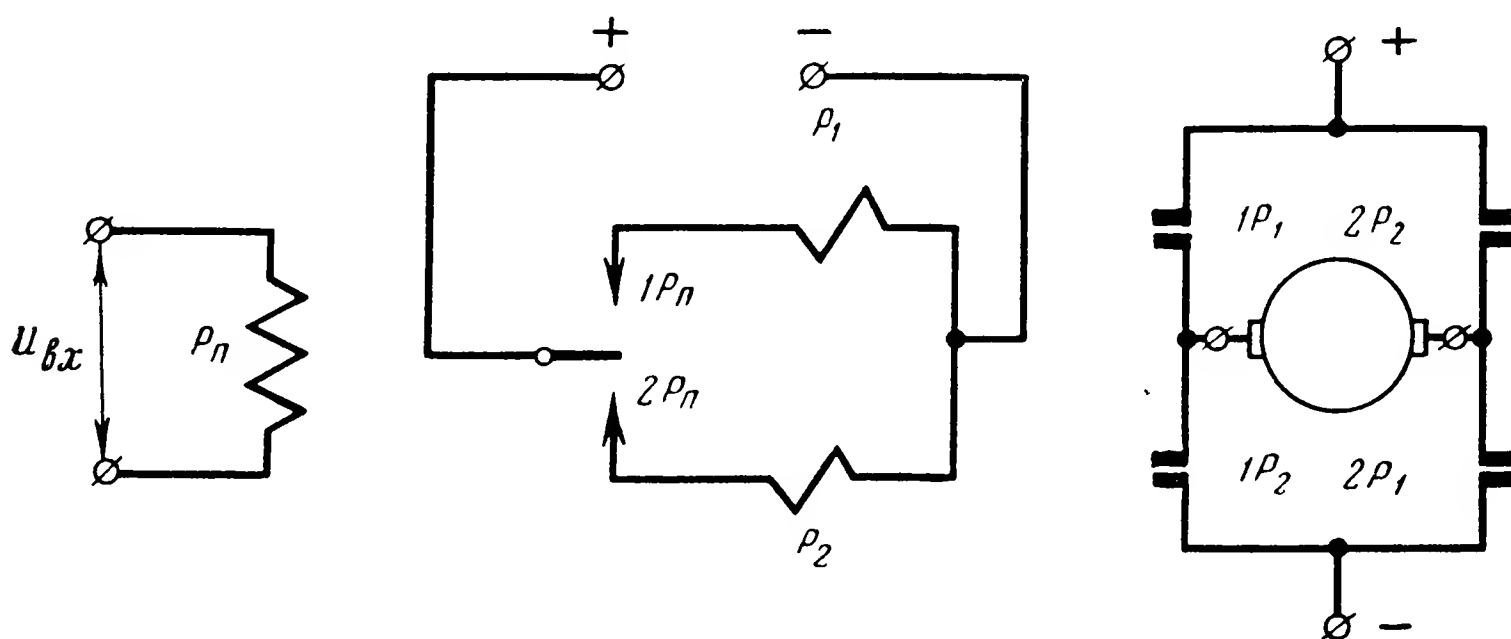 + −
+
P₁
1P₁ 2P₂
1Pп
Uвх
Pп
2Pп
1P₂ 2P₁
P₂
−